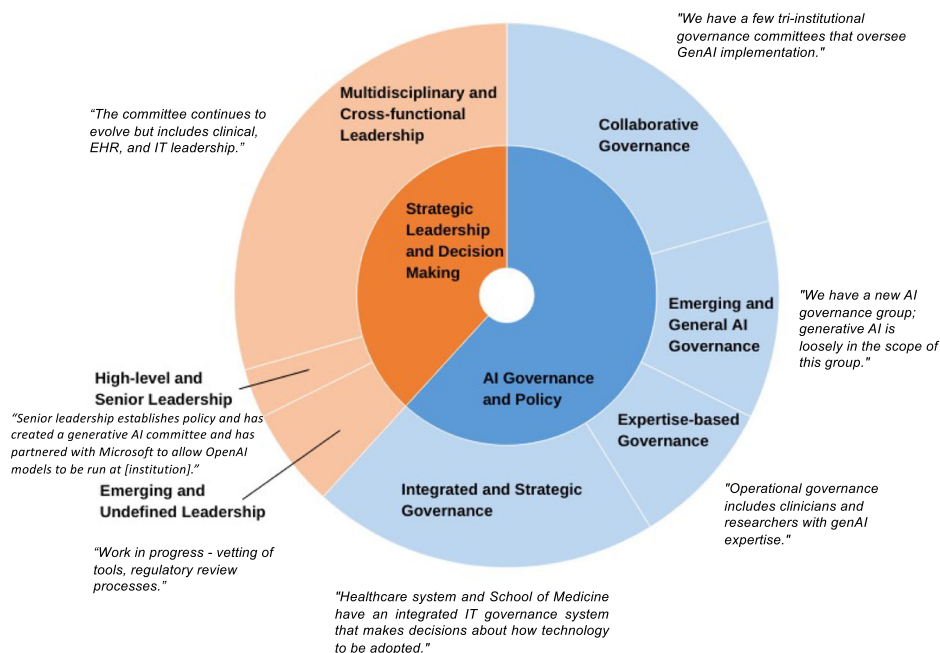 "We have a few tri-institutional
governance committees that oversee
GenAI implementation."
Multidisciplinary and
Cross-functional
Leadership
“The committee continues to
evolve but includes clinical,
EHR, and IT leadership.”
Collaborative
Governance
Strategic
Leadership
and Decision
Making
Emerging and
General AI
Governance
"We have a new AI
governance group;
generative AI is
loosely in the scope of
this group."
High-level and
Senior Leadership
“Senior leadership establishes policy and has
created a generative AI committee and has
partnered with Microsoft to allow OpenAI
models to be run at [institution].”
AI Governance
and Policy
Expertise-based
Governance
Emerging and
Undefined Leadership
Integrated and Strategic
Governance
"Operational governance
includes clinicians and
researchers with genAI
expertise."
“Work in progress - vetting of
tools, regulatory review
processes.”
"Healthcare system and School of Medicine
have an integrated IT governance system
that makes decisions about how technology
to be adopted."